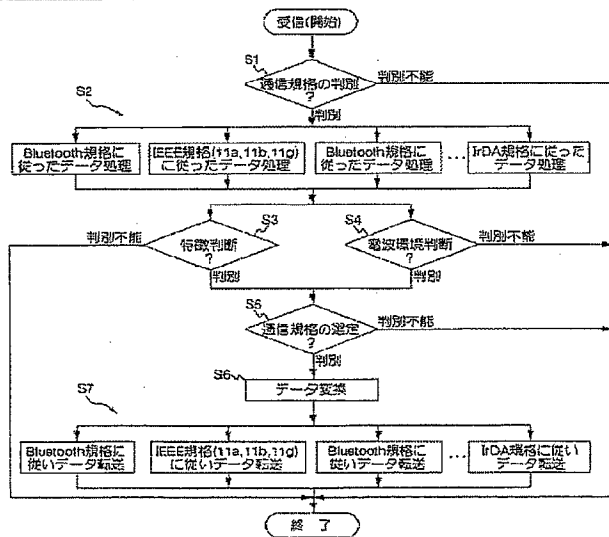 受信(開始)
S1
通信規格の判別
?
判別不能
判別
S2
Bluetooth規格に
従ったデータ処理
IEEE規格(11a,11b,11g)
に従ったデータ処理
Bluetooth規格に
従ったデータ処理
…
IrDA規格に従った
データ処理
S3
特徴判断
?
判別不能
判別
S4
電波環境判断
?
判別不能
判別
S5
通信規格の選定
?
判別不能
判別
S6
データ変換
S7
Bluetooth規格に
従いデータ転送
IEEE規格(11a,11b,11g)
に従いデータ転送
Bluetooth規格に
従いデータ転送
…
IrDA規格に従い
データ転送
終了